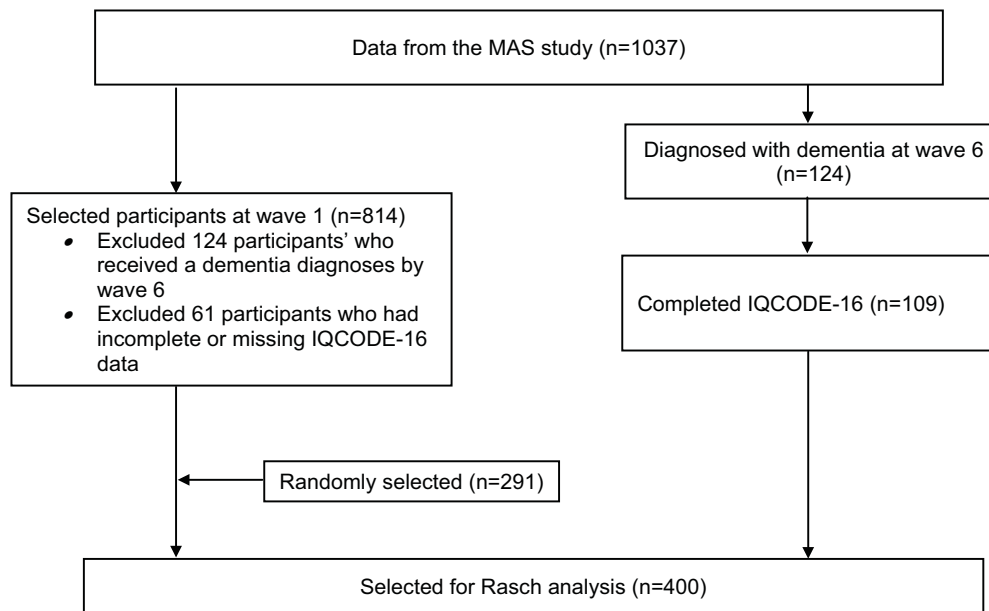 Data from the MAS study (n=1037)
Diagnosed with dementia at wave 6
(n=124)
Selected participants at wave 1 (n=814)
• Excluded 124 participants’ who
received a dementia diagnoses by
wave 6
• Excluded 61 participants who had
incomplete or missing IQCODE-16
data
Completed IQCODE-16 (n=109)
Randomly selected (n=291)
Selected for Rasch analysis (n=400)